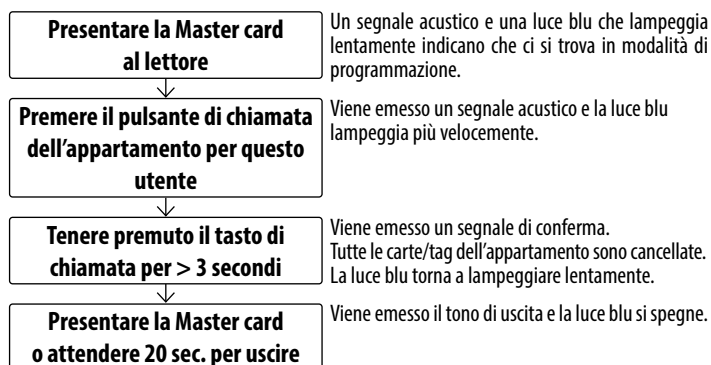 Presentare la Master card
al lettore
Un segnale acustico e una luce blu che lampeggia
lentamente indicano che ci si trova in modalità di
programmazione.
Premere il pulsante di chiamata
dell'appartamento per questo
utente
Viene emesso un segnale acustico e la luce blu
lampeggia più velocemente.
Tenere premuto il tasto di
chiamata per > 3 secondi
Viene emesso un segnale di conferma.
Tutte le carte/tag dell'appartamento sono cancellate.
La luce blu torna a lampeggiare lentamente.
Presentare la Master card
o attendere 20 sec. per uscire
Viene emesso il tono di uscita e la luce blu si spegne.